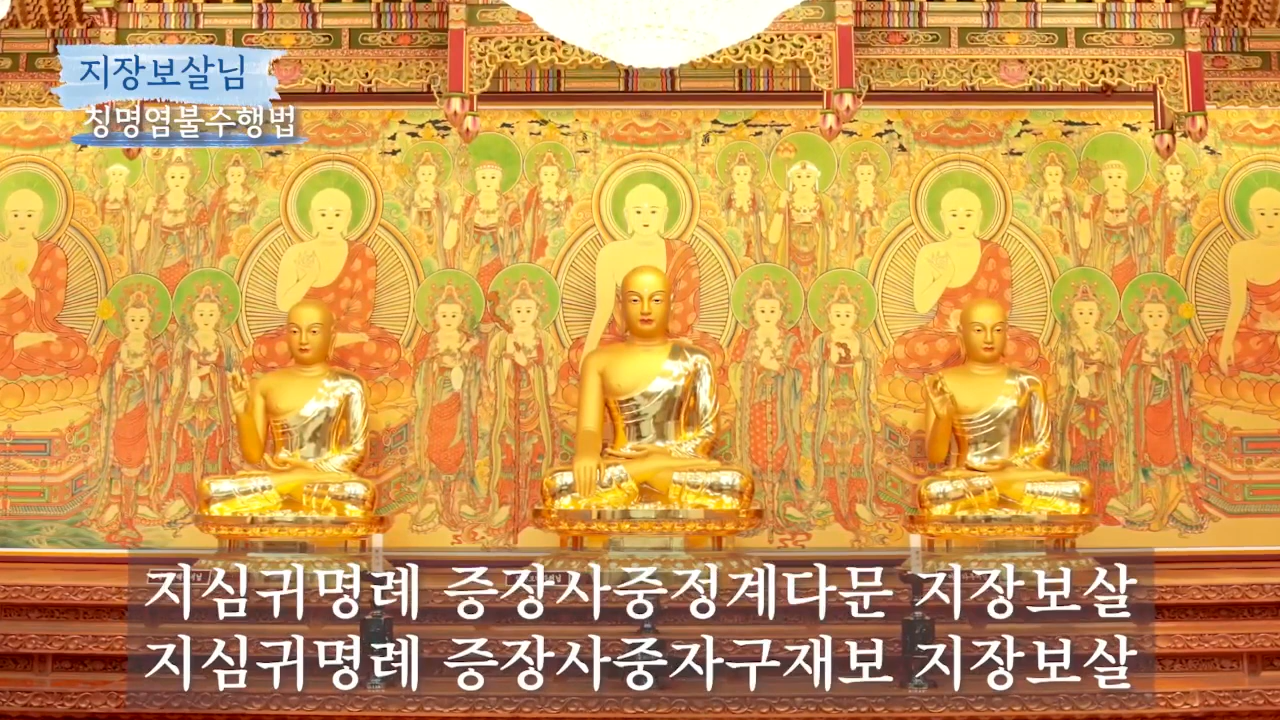 지장보살님
칭명염불수행법
지심귀명례 증장사중정계다문 지장보살
지심귀명례 증장사중자구재보 지장보살